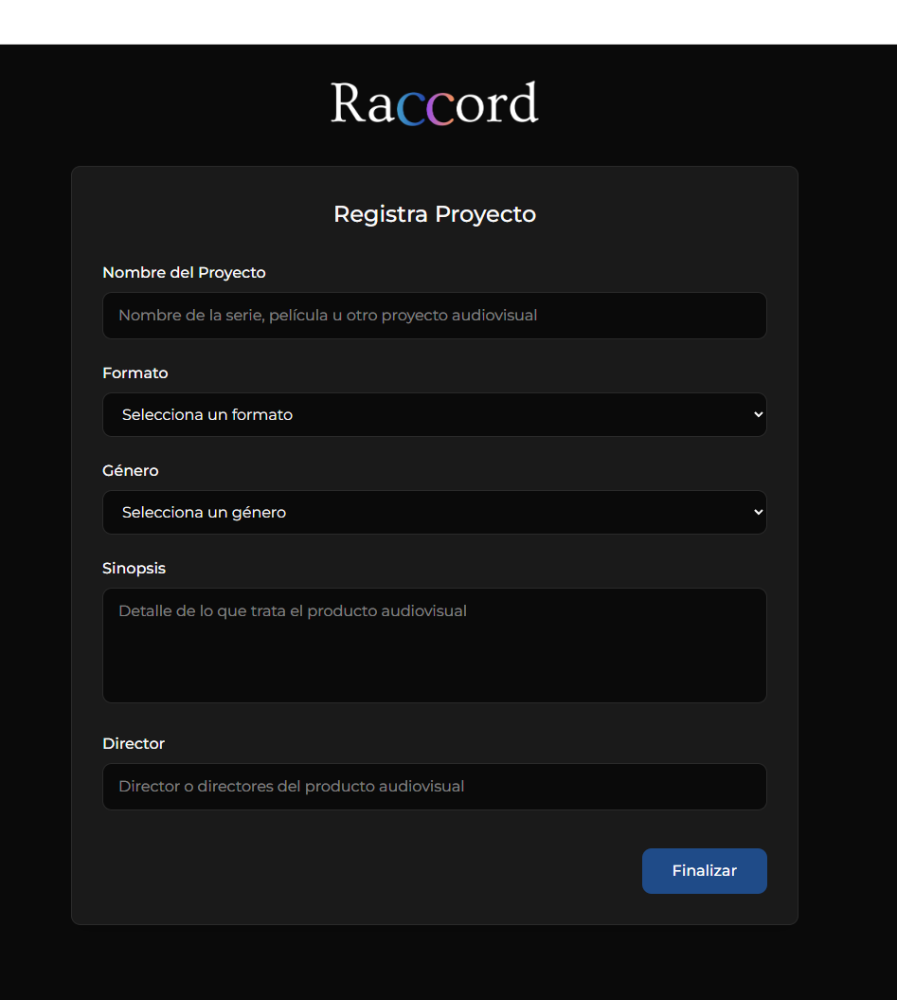 Raccord
Registra Proyecto
Nombre del Proyecto
Nombre de la serie, película u otro proyecto audiovisual
Formato
Selecciona un formato
Género
Selecciona un género
Sinopsis
Detalle de lo que trata el producto audiovisual
Director
Director o directores del producto audiovisual
Finalizar